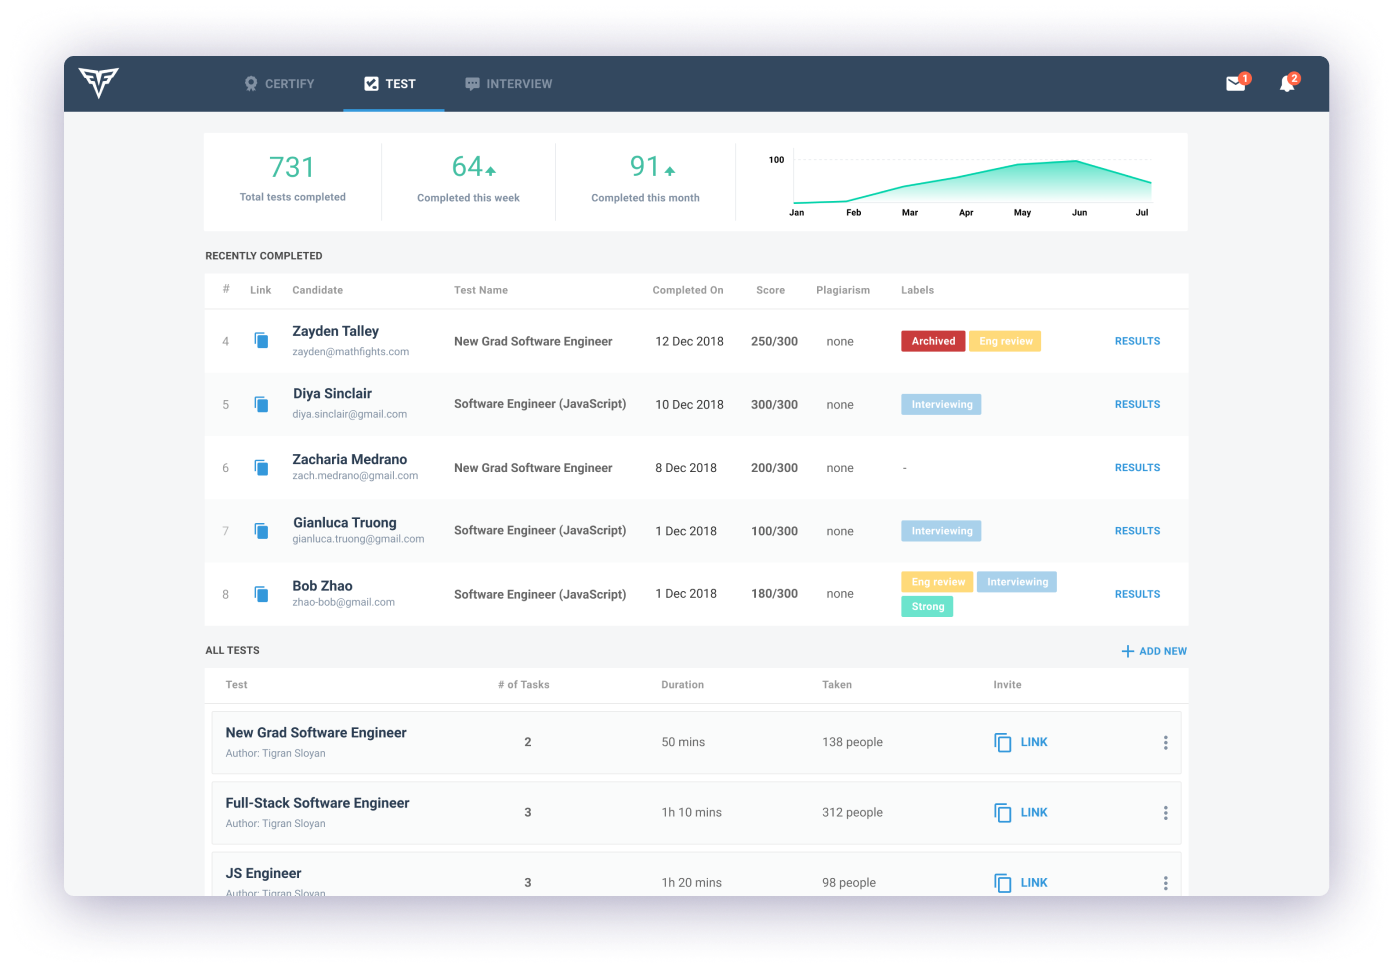 CERTIFY TEST INTERVIEW 1 2
731 64 91
Total tests completed Completed this week Completed this month
100
Jan Feb Mar Apr May Jun Jul
RECENTLY COMPLETED
# Link Candidate Test Name Completed On Score Plagiarism Labels
4 Zayden Talley New Grad Software Engineer 12 Dec 2018 250/300 none Archived Eng review RESULTS
zayden@mathfights.com
5 Diya Sinclair Software Engineer (JavaScript) 10 Dec 2018 300/300 none Interviewing RESULTS
diya.sinclair@gmail.com
6 Zacharia Medrano New Grad Software Engineer 8 Dec 2018 200/300 none - RESULTS
zach.medrano@gmail.com
7 Gianluca Truong Software Engineer (JavaScript) 1 Dec 2018 100/300 none Interviewing RESULTS
gianluca.truong@gmail.com
8 Bob Zhao Software Engineer (JavaScript) 1 Dec 2018 180/300 none Eng review Interviewing RESULTS
zhao-bob@gmail.com Strong
ALL TESTS + ADD NEW
Test # of Tasks Duration Taken Invite
New Grad Software Engineer 2 50 mins 138 people LINK
Author: Tigran Sloyan
Full-Stack Software Engineer 3 1h 10 mins 312 people LINK
Author: Tigran Sloyan
JS Engineer 3 1h 20 mins 98 people LINK
Author: Tigran Sloyan